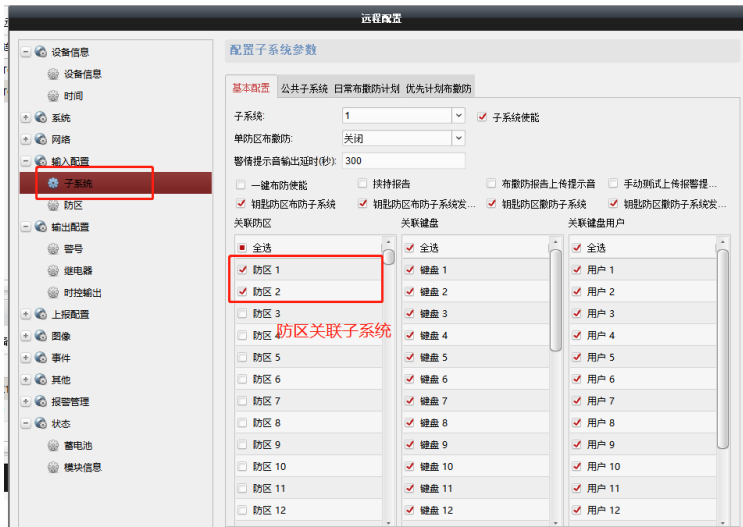 远程配置
设备信息
设备信息
时间
系统
网络
输入配置
子系统
防区
输出配置
警号
继电器
时控输出
上报配置
图像
事件
其他
报警管理
状态
蓄电池
模块信息
配置子系统参数
基本配置 公共子系统 日常布撤防计划 优先计划布撤防
子系统: 1 子系统使能
单防区布撤防: 关闭
警情提示音输出延时(秒): 300
一键布防使能 挟持报告 布撤防报告上传提示音 手动测试上传报警提...
钥匙防区布防子系统 钥匙防区布防子系统发... 钥匙防区撤防子系统 钥匙防区撤防子系统发...
关联防区 关联键盘 关联键盘用户
全选 全选 全选
防区 1 键盘 1 用户 1
防区 2 键盘 2 用户 2
防区 3 键盘 3 用户 3
防区 4 键盘 4 用户 4
防区关联子系统
防区 5 键盘 5 用户 5
防区 6 键盘 6 用户 6
防区 7 键盘 7 用户 7
防区 8 键盘 8 用户 8
防区 9 键盘 9 用户 9
防区 10 键盘 10 用户 10
防区 11 键盘 11 用户 11
防区 12 键盘 12 用户 12